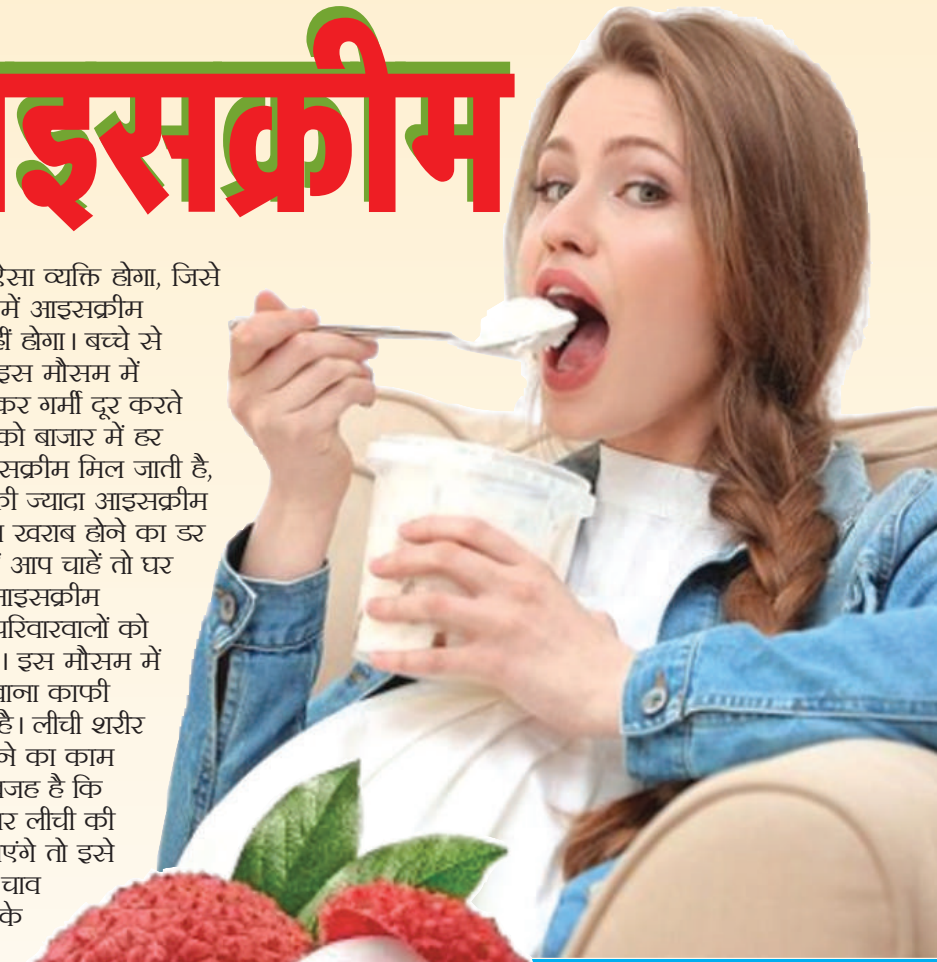 इसक्रीम
ऐसा व्यक्ति होगा, जिसे
में आइसक्रीम
होगा। बच्चे से
इस मौसम में
कर गर्मी दूर करते
को बाजार में हर
सक्रीम मिल जाती है,
ज्यादा आइसक्रीम
खराब होने का डर
आप चाहें तो घर
आइसक्रीम
परिवारवालों को
। इस मौसम में
काफी
है। लीची शरीर
ने का काम
जह है कि
लीची की
एंगे तो इसे
चाव
के